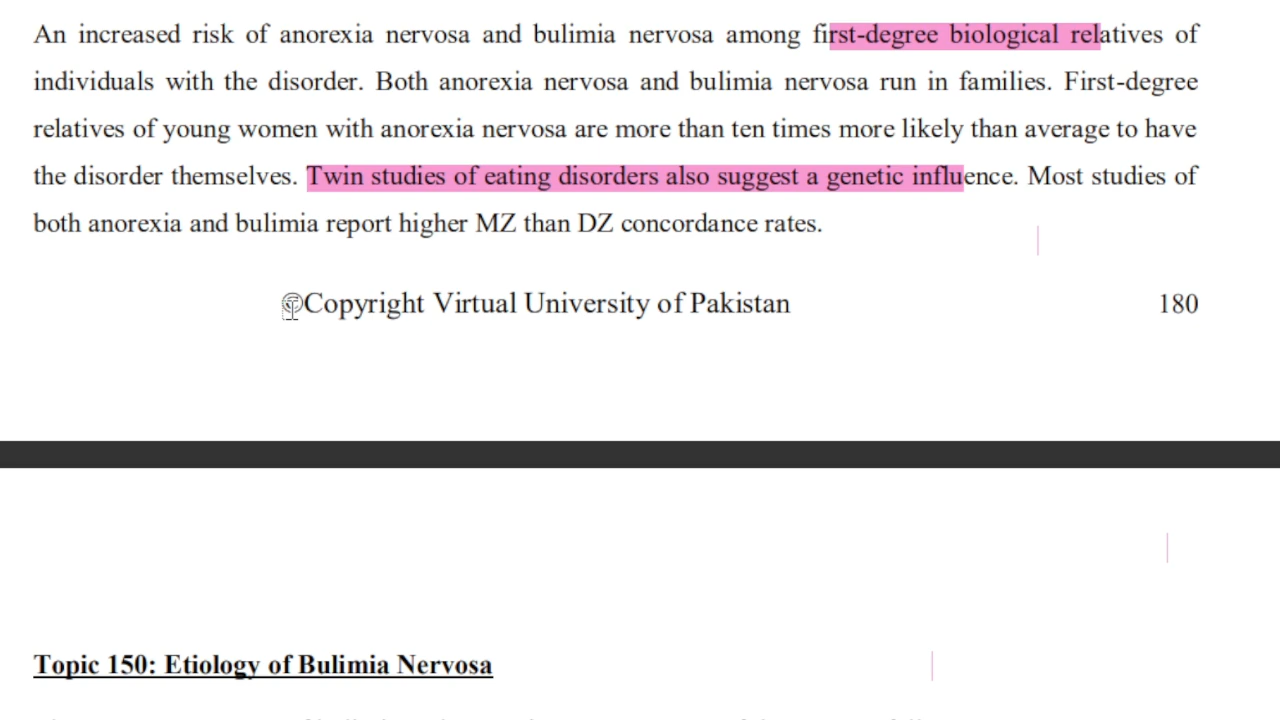 An increased risk of anorexia nervosa and bulimia nervosa among first-degree biological relatives of
individuals with the disorder. Both anorexia nervosa and bulimia nervosa run in families. First-degree
relatives of young women with anorexia nervosa are more than ten times more likely than average to have
the disorder themselves. Twin studies of eating disorders also suggest a genetic influence. Most studies of
both anorexia and bulimia report higher MZ than DZ concordance rates.
©Copyright Virtual University of Pakistan 180
Topic 150: Etiology of Bulimia Nervosa